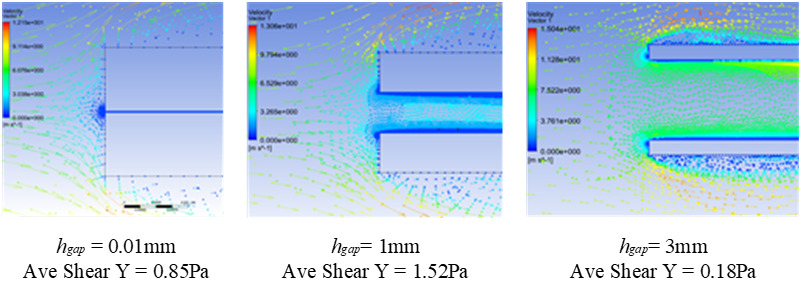 Velocity
Vector 1
1.215e+001
9.114e+000
6.076e+000
3.038e+000
0.000e+000
[m s^-1]
Velocity
Vector 1
1.306e+001
9.794e+000
6.529e+000
3.265e+000
0.000e+000
[m s^-1]
Velocity
Vector 1
1.504e+001
1.128e+001
7.522e+000
3.761e+000
0.000e+000
[m s^-1]
hgap = 0.01mm
Ave Shear Y = 0.85Pa
hgap= 1mm
Ave Shear Y = 1.52Pa
hgap= 3mm
Ave Shear Y = 0.18Pa